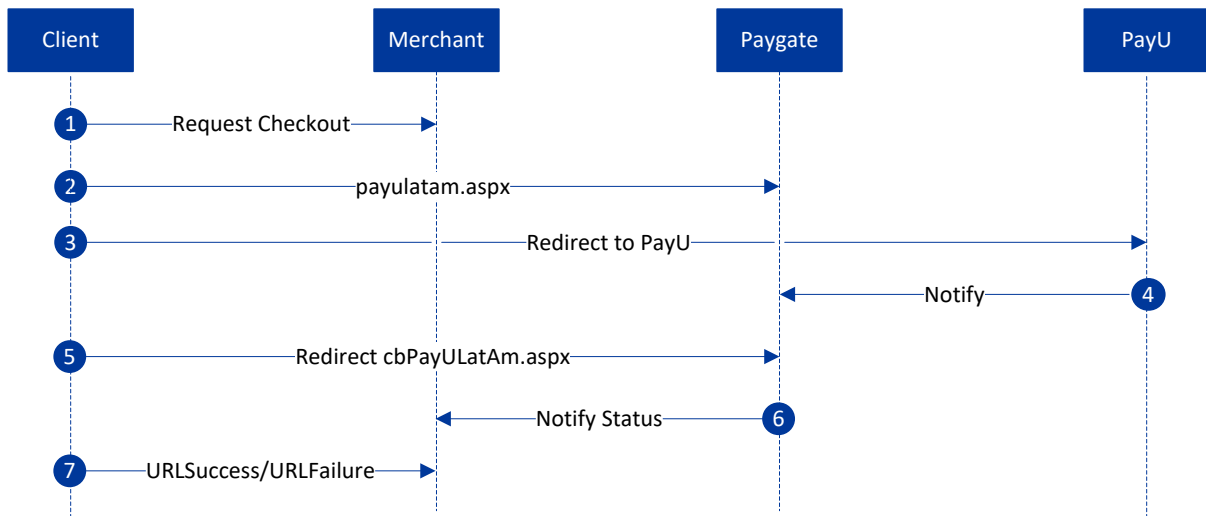 Client
Merchant
Paygate
PayU
1
Request Checkout
2
payulatam.aspx
3
Redirect to PayU
Notify
4
5
Redirect cbPayULatAm.aspx
Notify Status
6
7
URLSuccess/URLFailure